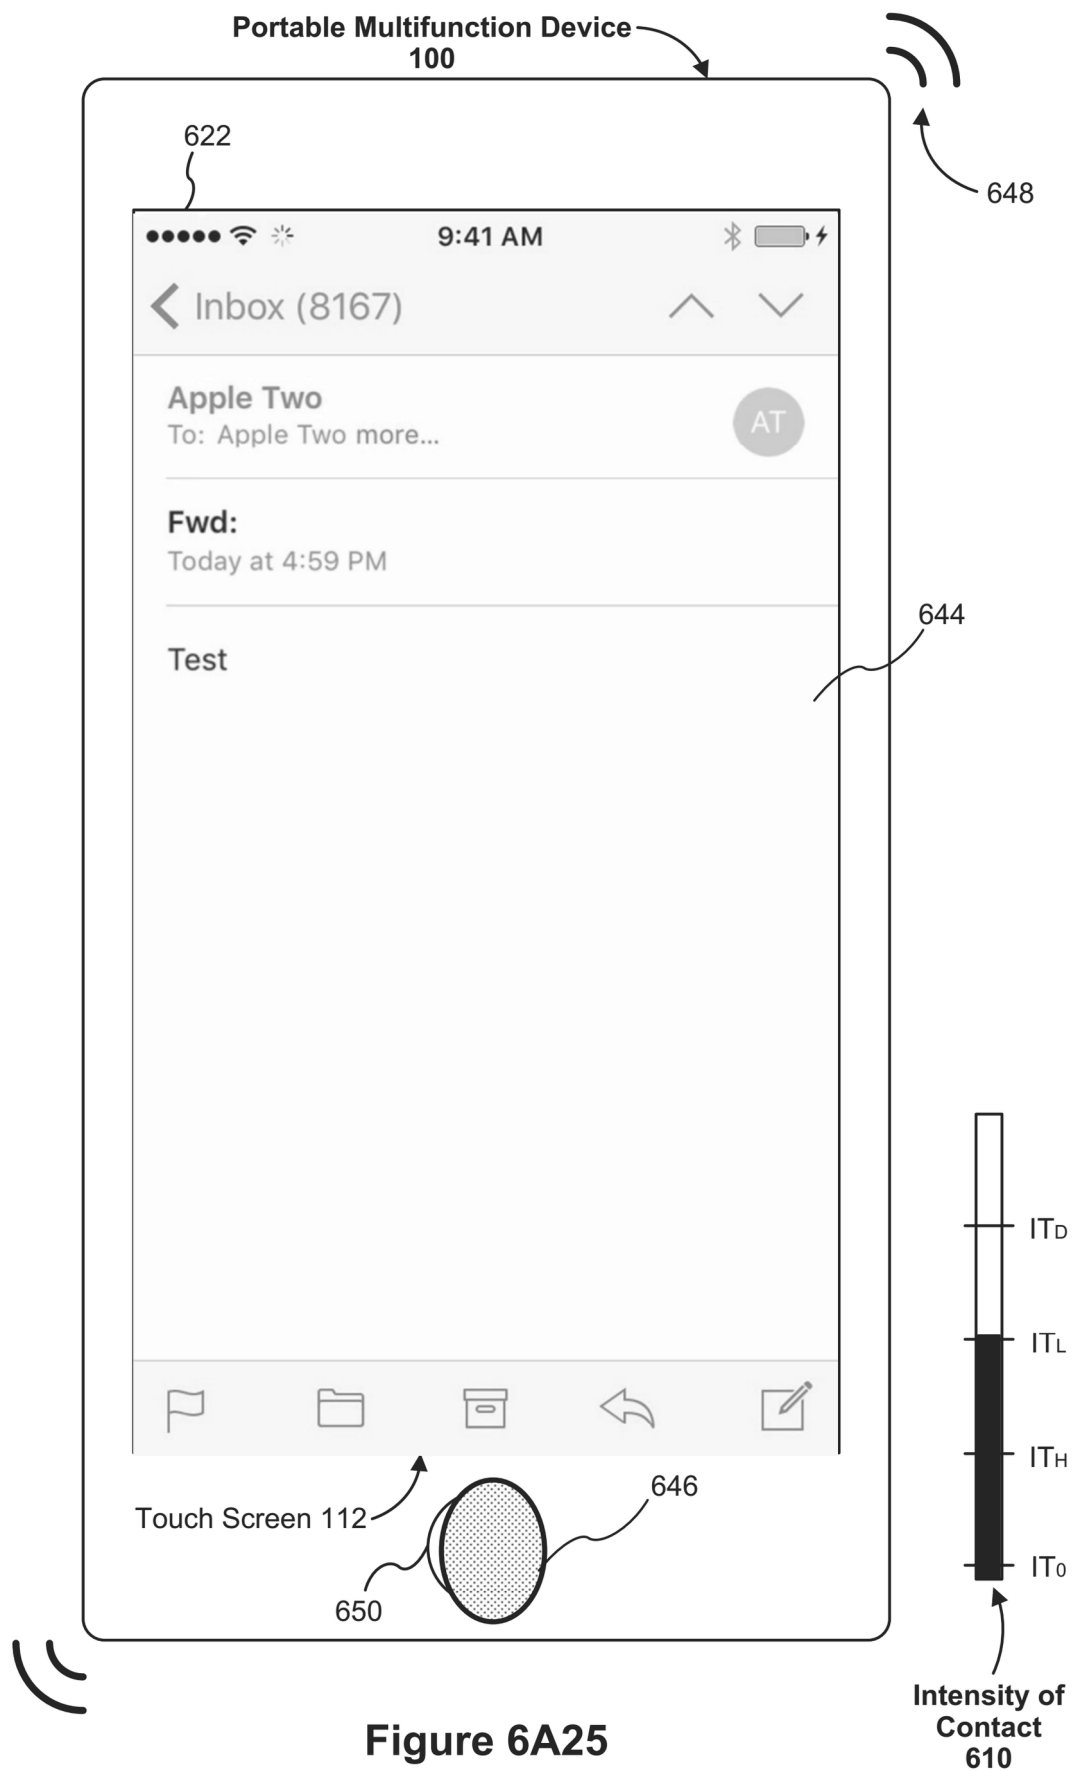 Portable Multifunction Device
100
622
648
9:41 AM
Inbox (8167)
Apple Two
To: Apple Two more...
AT
Fwd:
Today at 4:59 PM
644
Test
ITD
ITL
ITH
IT0
Touch Screen 112
646
650
Intensity of
Contact
610
Figure 6A25